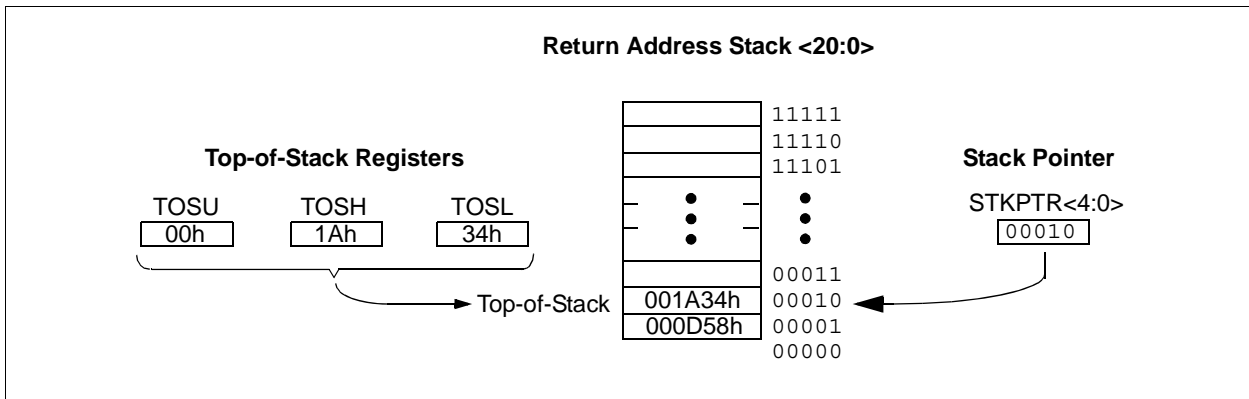 Return Address Stack <20:0>
11111
11110
Top-of-Stack Registers
11101
Stack Pointer
TOSU TOSH TOSL
STKPTR<4:0>
00h 1Ah 34h
00010
00011
Top-of-Stack 001A34h 00010
000D58h 00001
00000